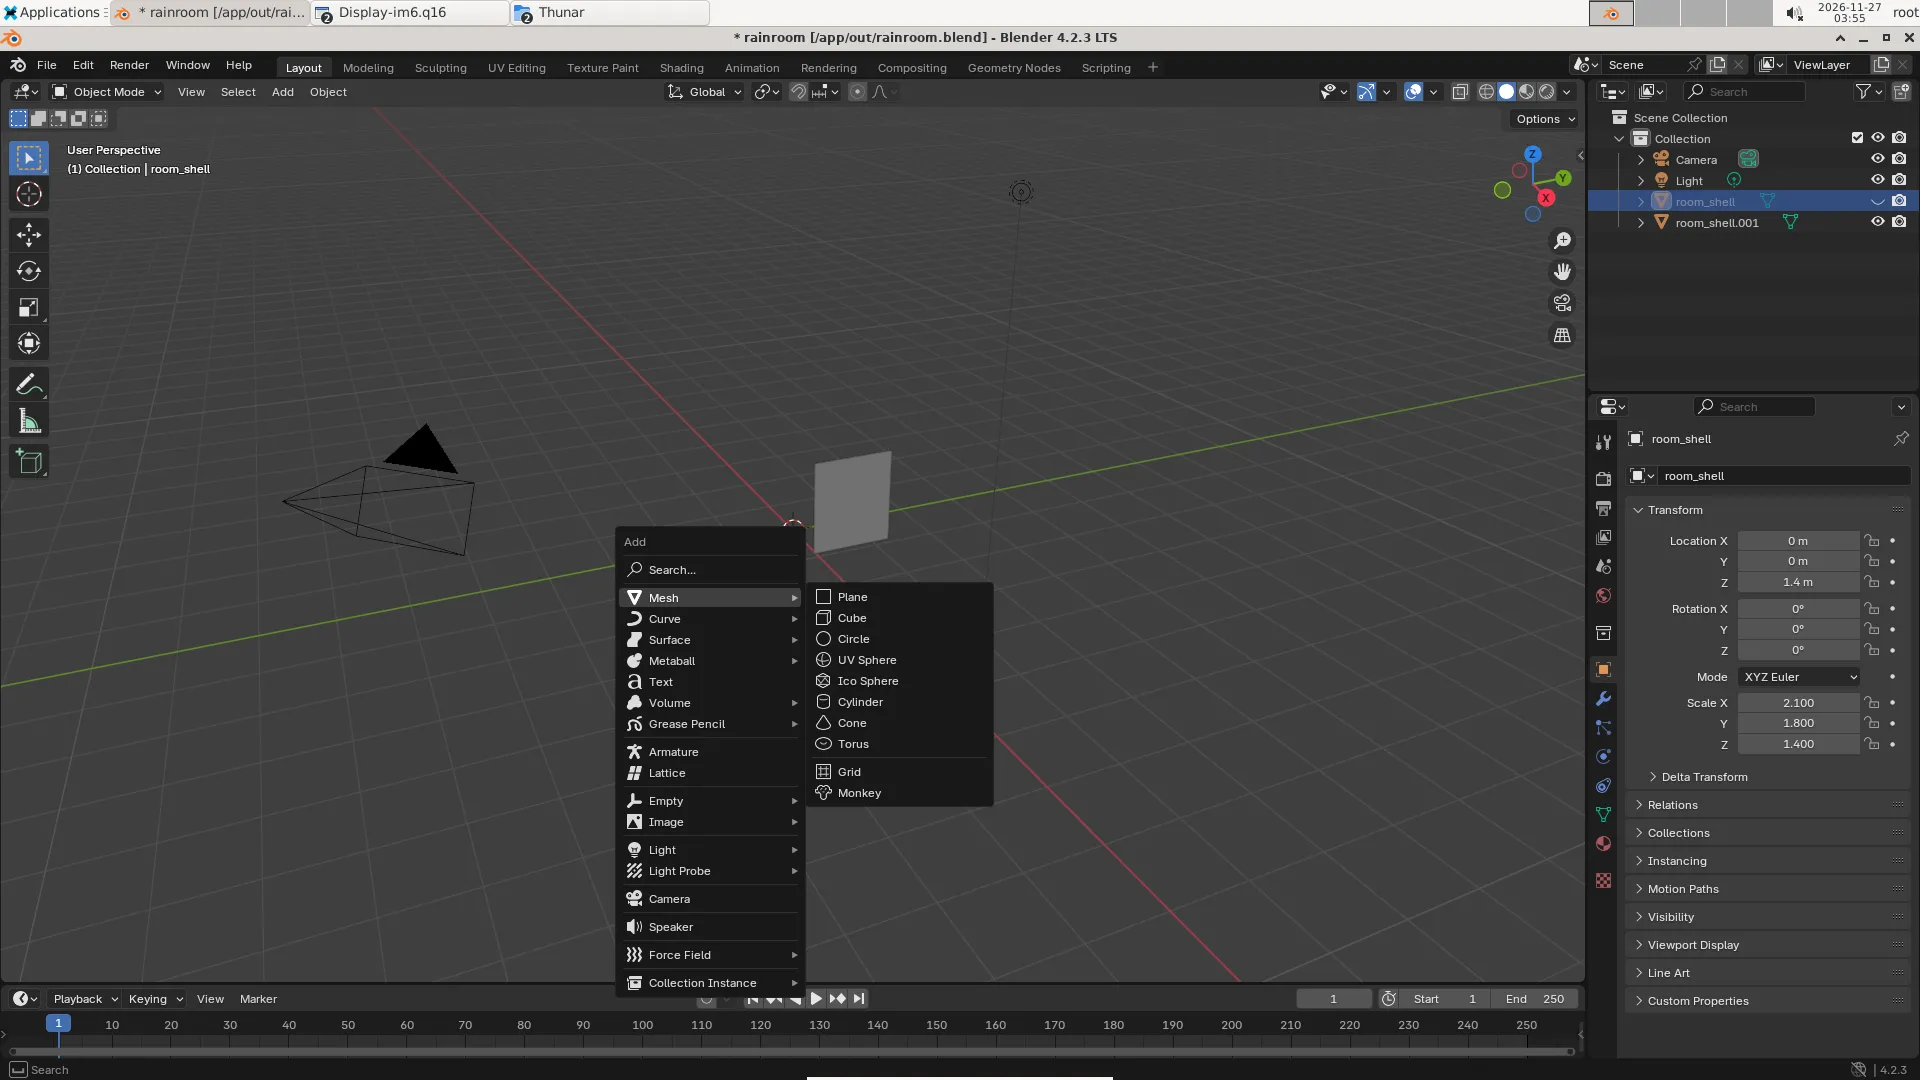 Applications
* rainroom [/app/out/rai...
Display-im6.q16
Thunar
2026-11-27
03:55
root
* rainroom [/app/out/rainroom.blend] - Blender 4.2.3 LTS
File Edit Render Window Help
Layout Modeling Sculpting UV Editing Texture Paint Shading Animation Rendering Compositing Geometry Nodes Scripting
Scene
ViewLayer
Object Mode View Select Add Object
Global
Search
Options
User Perspective
(1) Collection | room_shell
Z
Y
X
Scene Collection
Collection
Camera
Light
room_shell
room_shell.001
Add
Search...
Mesh
Curve
Surface
Metaball
Text
Volume
Grease Pencil
Armature
Lattice
Empty
Image
Light
Light Probe
Camera
Speaker
Force Field
Collection Instance
Plane
Cube
Circle
UV Sphere
Ico Sphere
Cylinder
Cone
Torus
Grid
Monkey
Search
room_shell
room_shell
Transform
Location X 0 m
Y 0 m
Z 1.4 m
Rotation X 0°
Y 0°
Z 0°
Mode XYZ Euler
Scale X 2.100
Y 1.800
Z 1.400
Delta Transform
Relations
Collections
Instancing
Motion Paths
Visibility
Viewport Display
Line Art
Custom Properties
Playback Keying View Marker
1
Start 1
End 250
1 10 20 30 40 50 60 70 80 90 100 110 120 130 140 150 160 170 180 190 200 210 220 230 240 250
Search
4.2.3